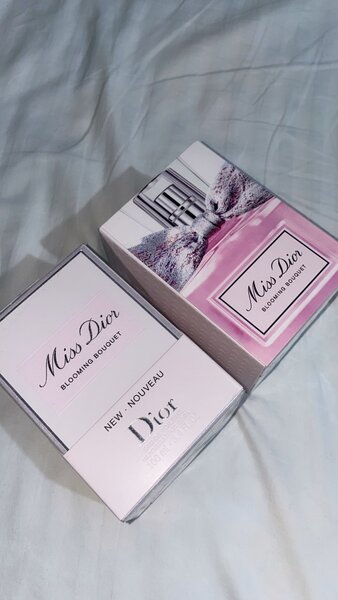 Miss Dior
BLOOMING BOUQUET
NEW · NOUVEAU
Dior
Miss Dior
BLOOMING BOUQUET